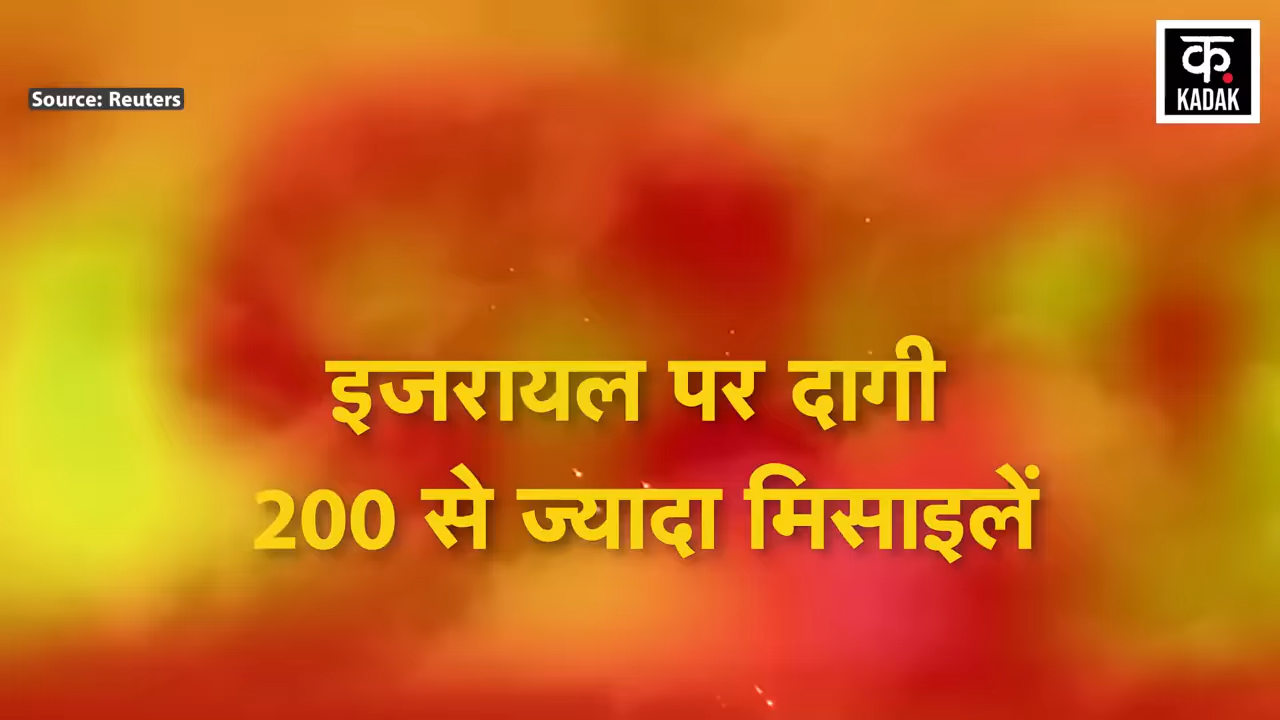 Source: Reuters
क.
KADAK
इजरायल पर दागी
200 से ज्यादा मिसाइलें